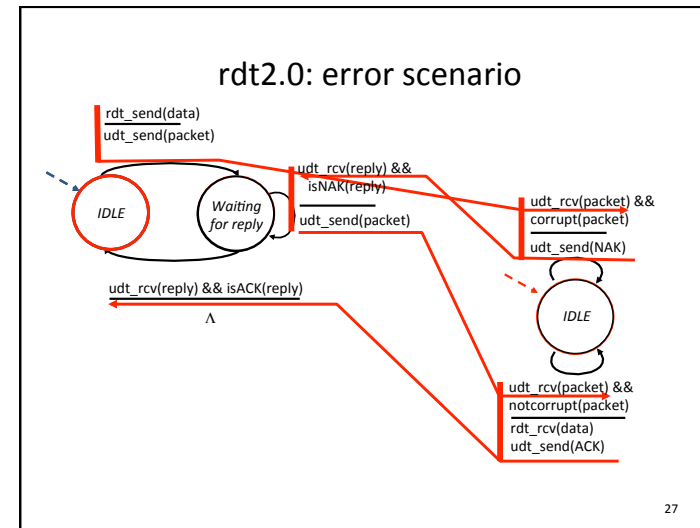 rdt2.0: error scenario
rdt_send(data)
udt_send(packet)
udt_rcv(reply) &&
isNAK(reply)
udt_send(packet)
IDLE
Waiting
for reply
udt_rcv(packet) &&
corrupt(packet)
udt_send(NAK)
udt_rcv(reply) && isACK(reply)
Λ
IDLE
udt_rcv(packet) &&
notcorrupt(packet)
rdt_rcv(data)
udt_send(ACK)
27